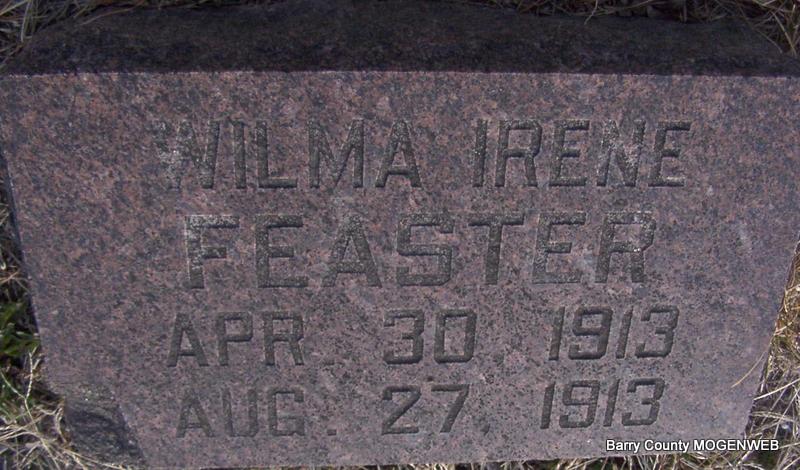 WILMA IRENE
FEASTER
APR. 30 1913
AUG. 27, 1913
Barry County MOGENWEB